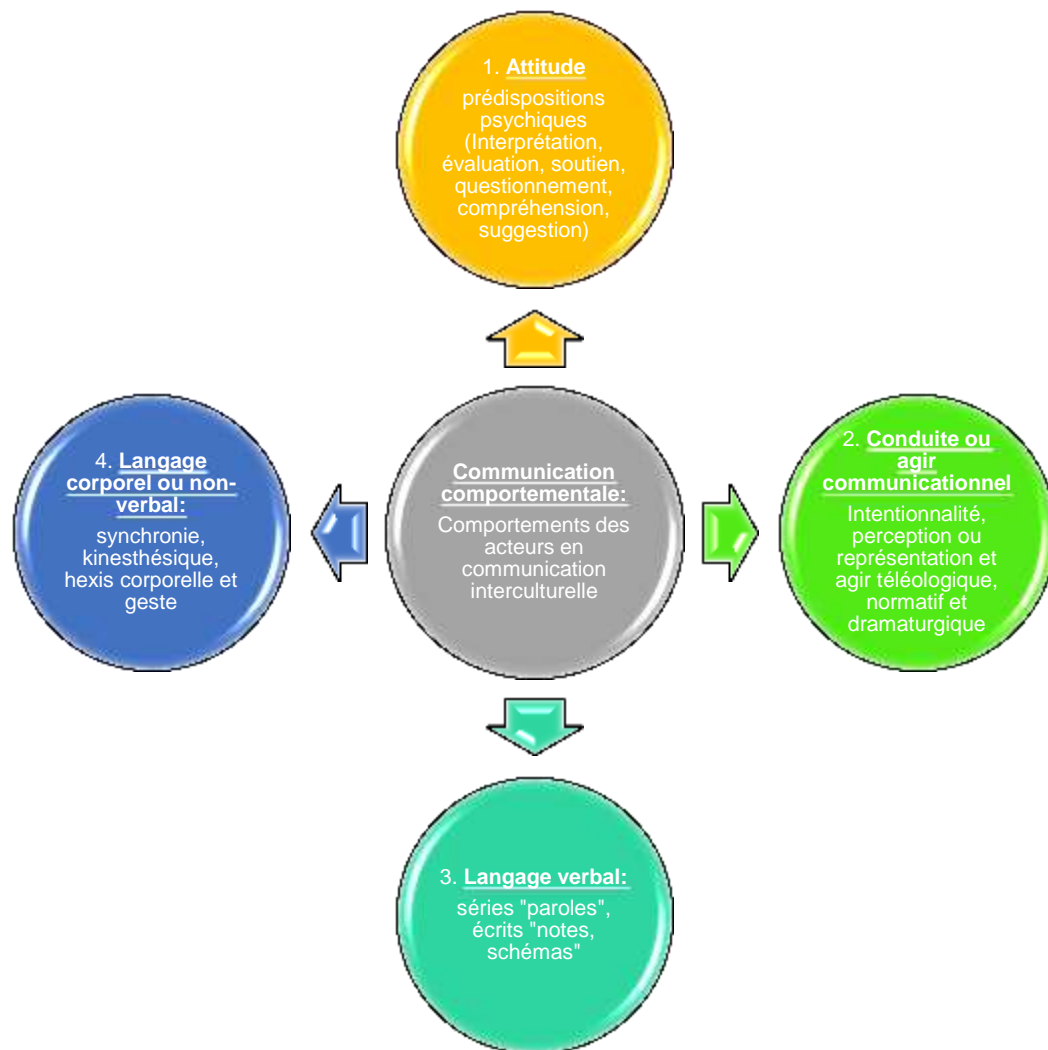 1. Attitude
prédispositions
psychiques
(Interprétation,
évaluation, soutien,
questionnement,
compréhension,
suggestion)
4. Langage
corporel ou non-
verbal:
synchronie,
kinesthésique,
hexis corporelle et
geste
Communication
comportementale:
Comportements des
acteurs en
communication
interculturelle
2. Conduite ou
agir
communicationnel
Intentionnalité,
perception ou
représentation et
agir téléologique,
normatif et
dramaturgique
3. Langage verbal:
séries "paroles",
écrits "notes,
schémas"